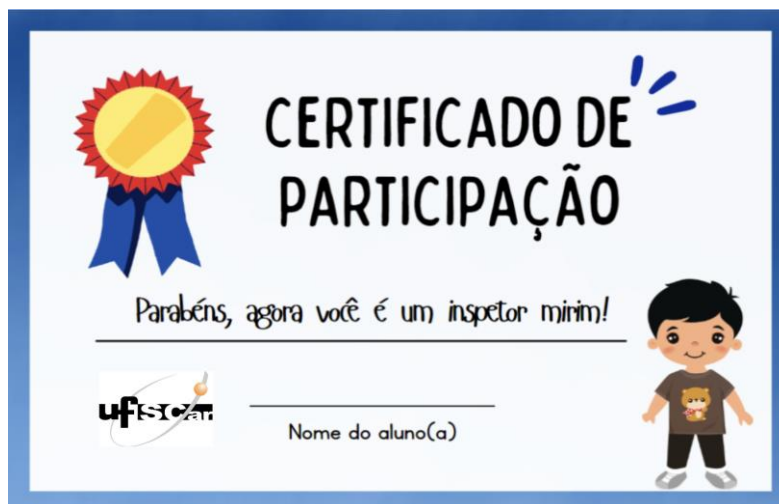 CERTIFICADO DE
PARTICIPAÇÃO
Parabéns, agora você é um inspetor mirim!
ufscar
Nome do aluno(a)